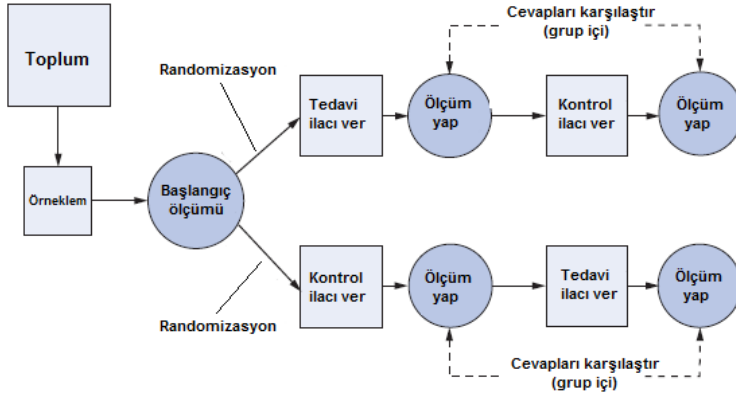 Toplum
Örneklem
Başlangıç
ölçümü
Randomizasyon
Tedavi
ilacı ver
Ölçüm
yap
Cevapları karşılaştır
(grup içi)
Kontrol
ilacı ver
Ölçüm
yap
Randomizasyon
Kontrol
ilacı ver
Ölçüm
yap
Tedavi
ilacı ver
Ölçüm
yap
Cevapları karşılaştır
(grup içi)